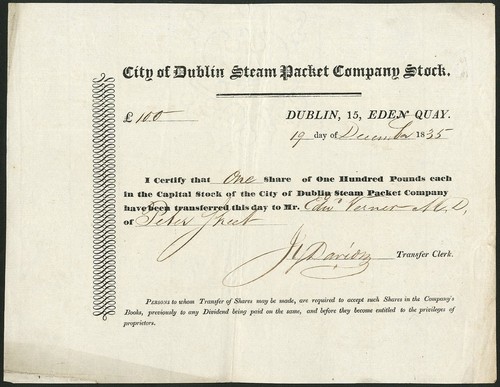 City of Dublin Steam Packet Company Stock.
£ 100
DUBLIN, 15, EDEN QUAY.
19 day of December 1835
I Certify that One Share of One Hundred Pounds each
in the Capital Stock of the City of Dublin Steam Packet Company
have been transferred this day to Mr. Edwd Verner M.D,
of Peter Street
Transfer Clerk.
PERSONS to whom Transfer of Shares may be made, are required to accept such Shares in the Company's
Books, previously to any Dividend being paid on the same, and before they become entitled to the privileges of
proprietors.